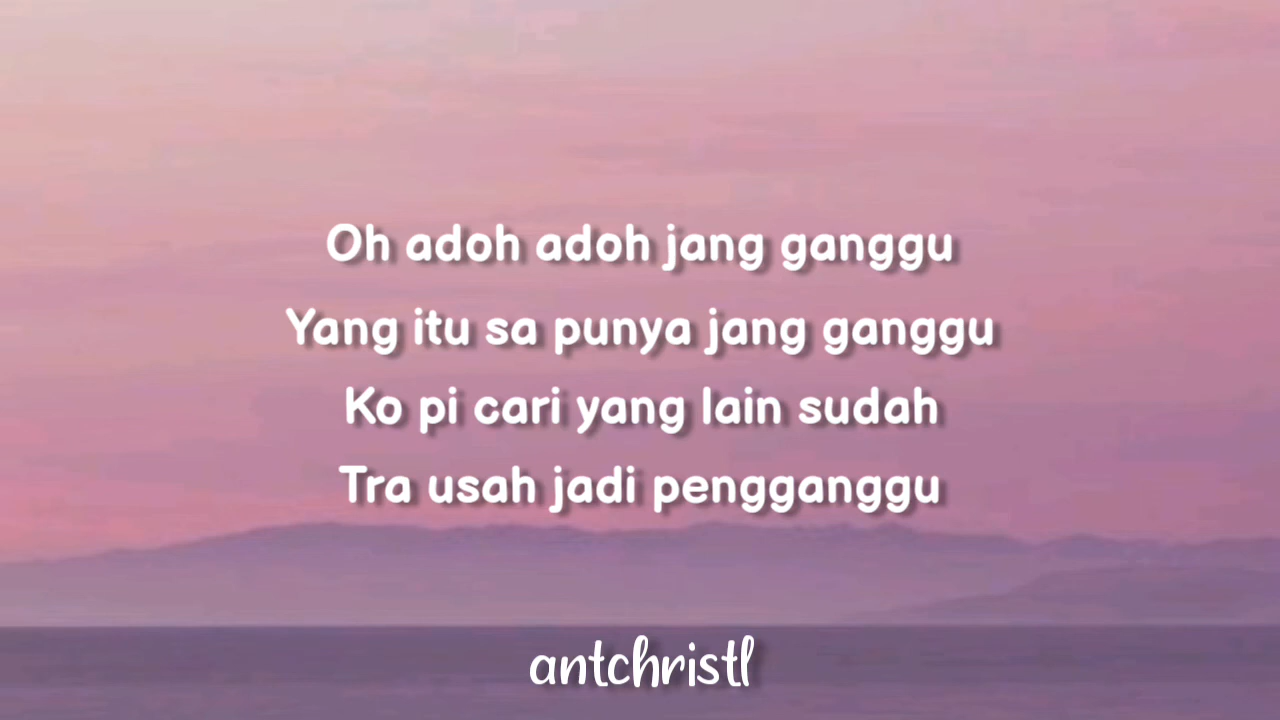 Oh adoh adoh jang ganggu
Yang itu sa punya jang ganggu
Ko pi cari yang lain sudah
Tra usah jadi pengganggu
antchristl